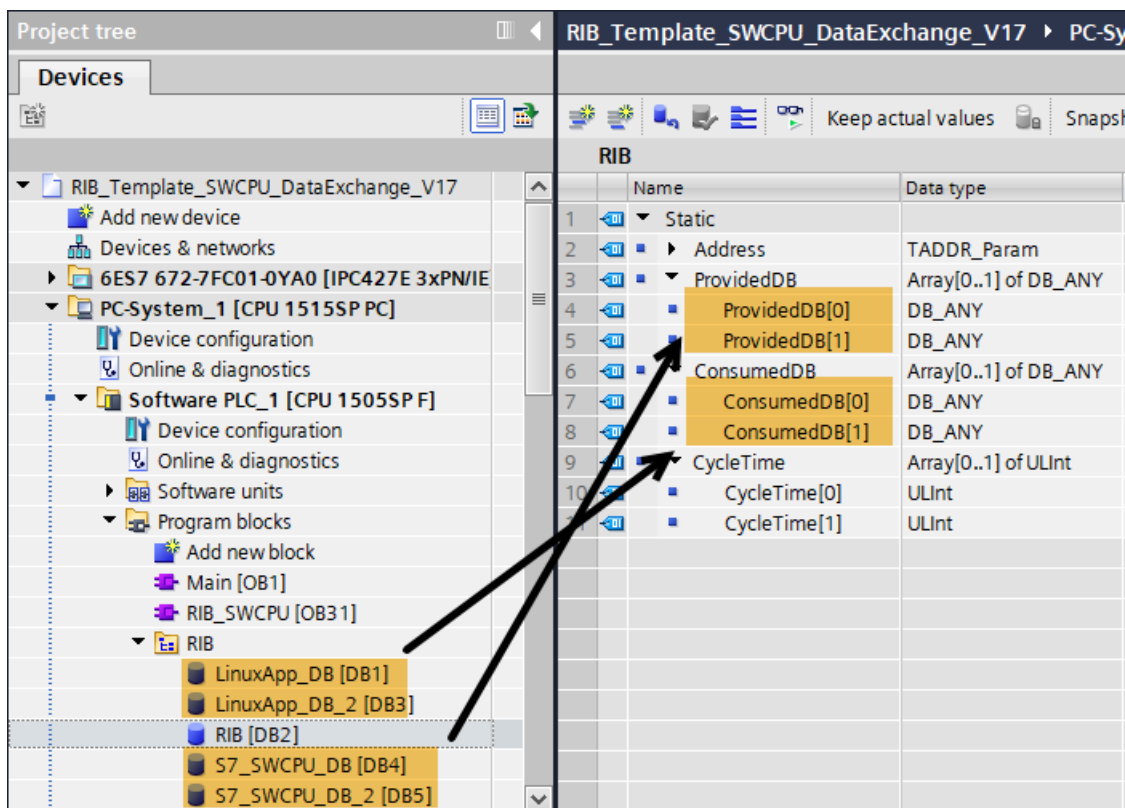 Project tree
Devices
RIB_Template_SWCPU_DataExchange_V17
Add new device
Devices & networks
6ES7 672-7FC01-0YA0 [IPC427E 3xPN/IE
PC-System_1 [CPU 1515SP PC]
Device configuration
Online & diagnostics
Software PLC_1 [CPU 1505SP F]
Device configuration
Online & diagnostics
Software units
Program blocks
Add new block
Main [OB1]
RIB_SWCPU [OB31]
RIB
LinuxApp_DB [DB1]
LinuxApp_DB_2 [DB3]
RIB [DB2]
S7_SWCPU_DB [DB4]
S7_SWCPU_DB_2 [DB5]
RIB_Template_SWCPU_DataExchange_V17 PC-Sy
Keep actual values Snapsh
RIB
Name Data type
1 Static
2 Address TADDR_Param
3 ProvidedDB Array[0..1] of DB_ANY
4 ProvidedDB[0] DB_ANY
5 ProvidedDB[1] DB_ANY
6 ConsumedDB Array[0..1] of DB_ANY
7 ConsumedDB[0] DB_ANY
8 ConsumedDB[1] DB_ANY
9 CycleTime Array[0..1] of ULInt
10 CycleTime[0] ULInt
CycleTime[1] ULInt